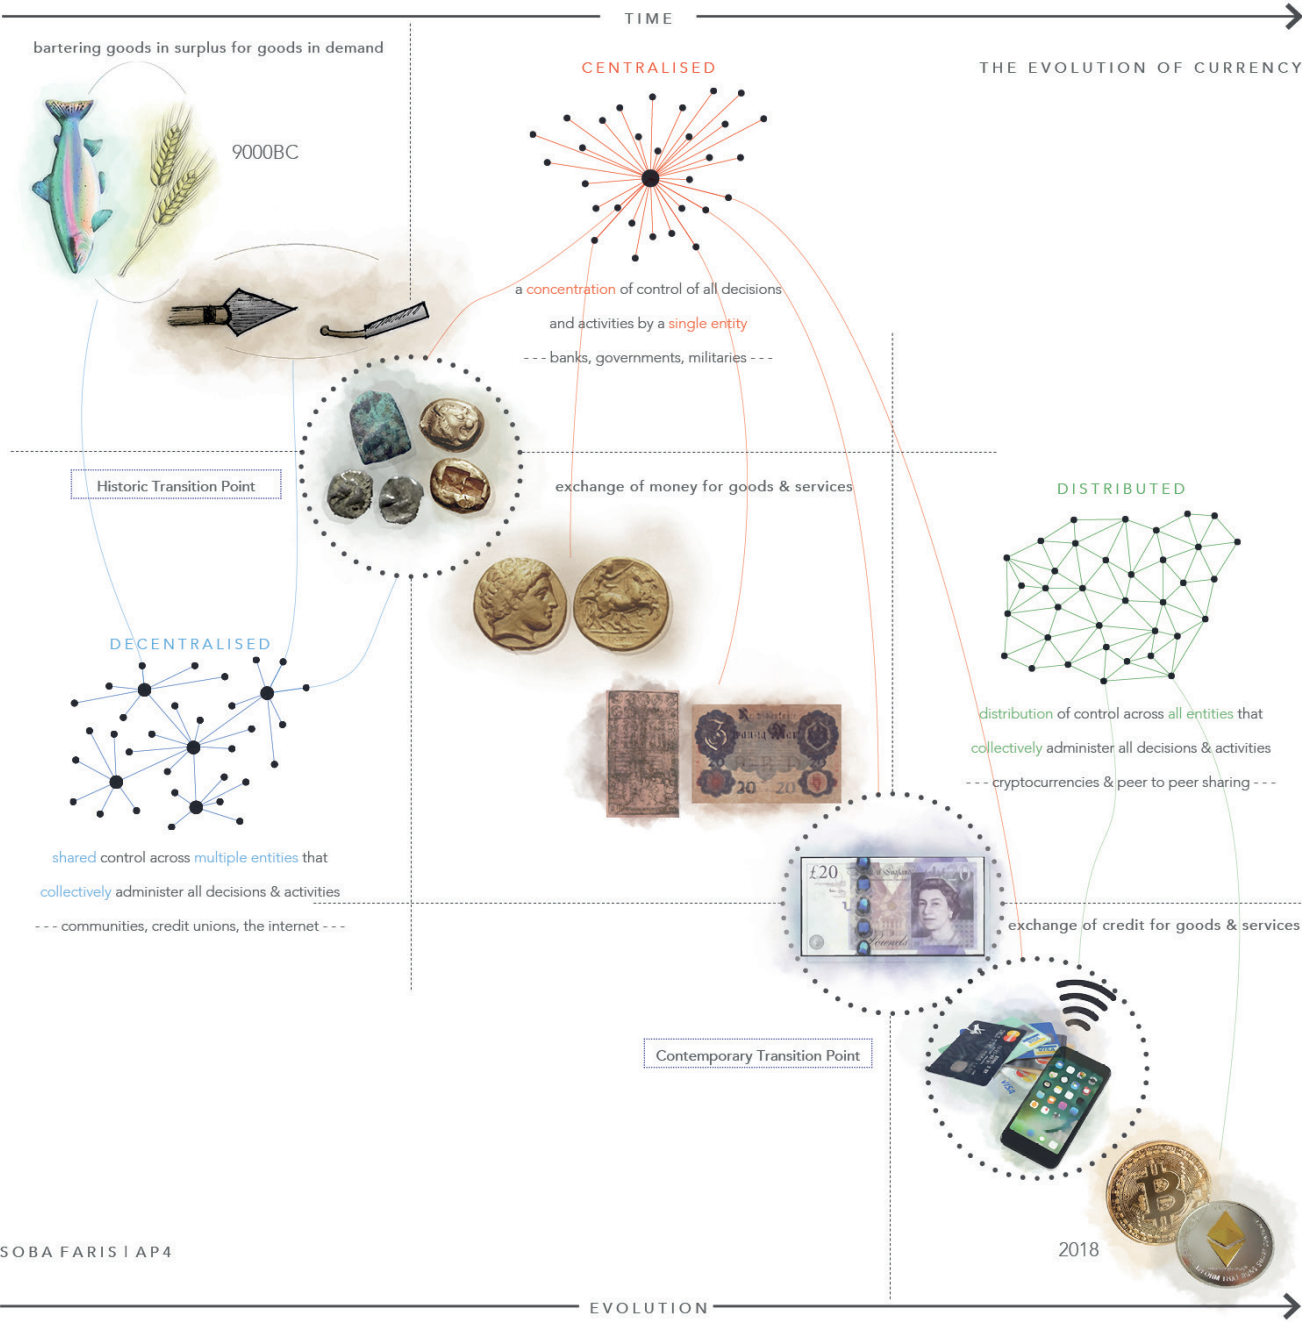 TIME
bartering goods in surplus for goods in demand
THE EVOLUTION OF CURRENCY
CENTRALISED
9000BC
a concentration of control of all decisions
and activities by a single entity
- - - banks, governments, militaries - - -
Historic Transition Point
exchange of money for goods & services
DISTRIBUTED
DECENTRALISED
distribution of control across all entities that
collectively administer all decisions & activities
- - - cryptocurrencies & peer to peer sharing - - -
20 20
shared control across multiple entities that
collectively administer all decisions & activities
- - - communities, credit unions, the internet - - -
£20
20
exchange of credit for goods & services
Contemporary Transition Point
VISA
2018
SOBA FARIS | AP4
EVOLUTION